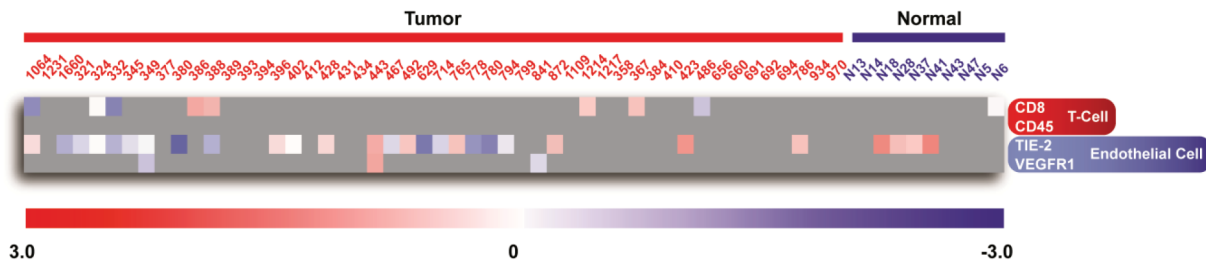 Tumor Normal
1064 1231 1660 321 324 332 345 349 377 380 386 388 389 393 394 396 402 412 428 431 434 443 467 492 629 714 765 778 780 794 799 841 872 1109 1214 1217 358 367 384 410 423 486 656 660 691 692 694 786 934 970 N13 N14 N18 N28 N37 N41 N43 N47 N5 N6
CD8
CD45 T-Cell
TIE-2
VEGFR1 Endothelial Cell
3.0 0 -3.0